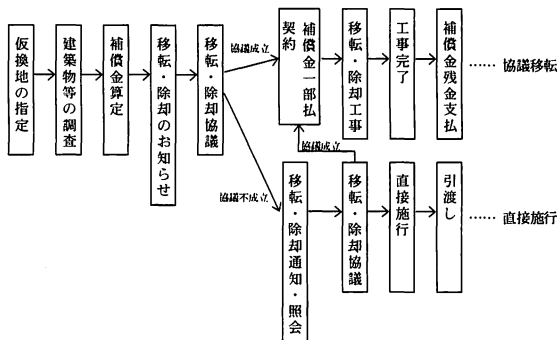 仮換地の指定
建築物等の調査
補償金算定
移転・除却のお知らせ
移転・除却協議
協議成立
契約
補償金一部払
移転・除却工事
工事完了
補償金残金支払
……協議移転
協議不成立
移転・除却通知・照会
協議成立
移転・除却協議
直接施行
引渡し
……直接施行